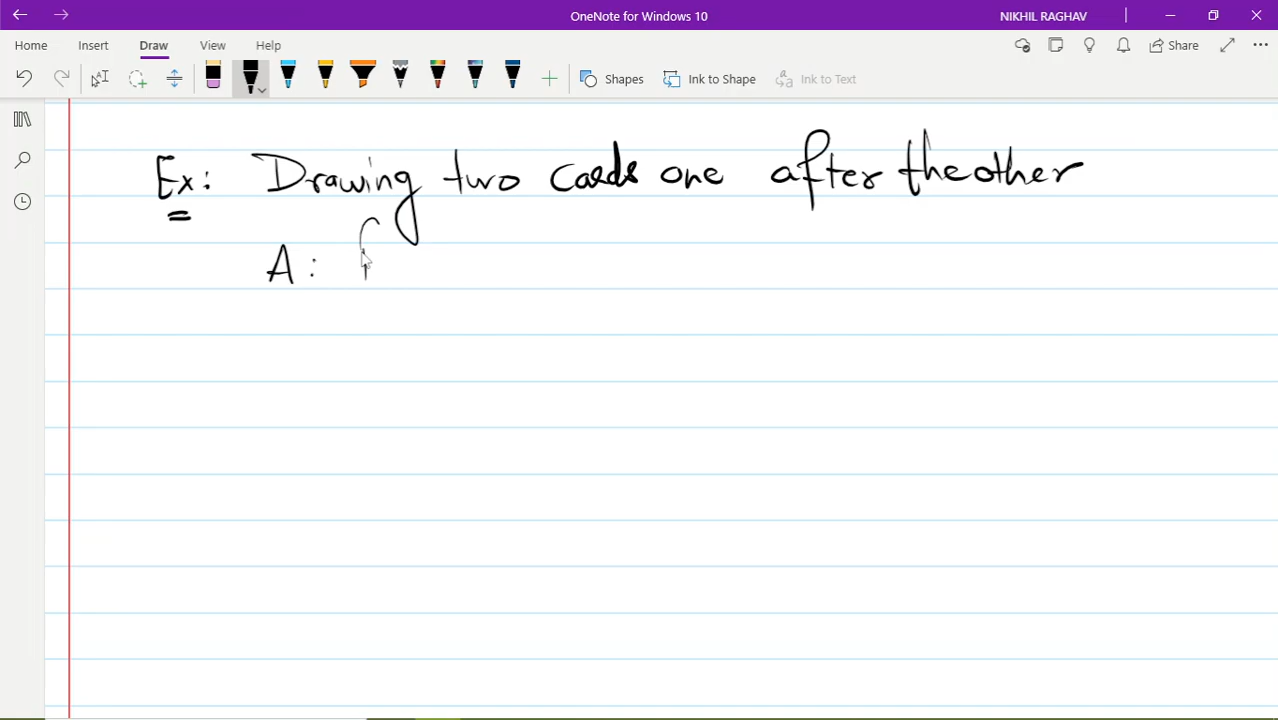 OneNote for Windows 10
NIKHIL RAGHAV
Home Insert Draw View Help
Share
Shapes Ink to Shape Ink to Text
Ex: Drawing two cards one after the other
A: